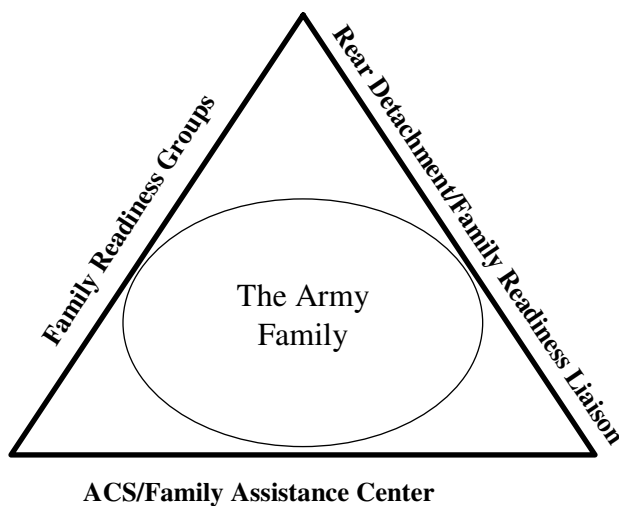 Family Readiness Groups
Rear Detachment/Family Readiness Liaison
The Army
Family
ACS/Family Assistance Center